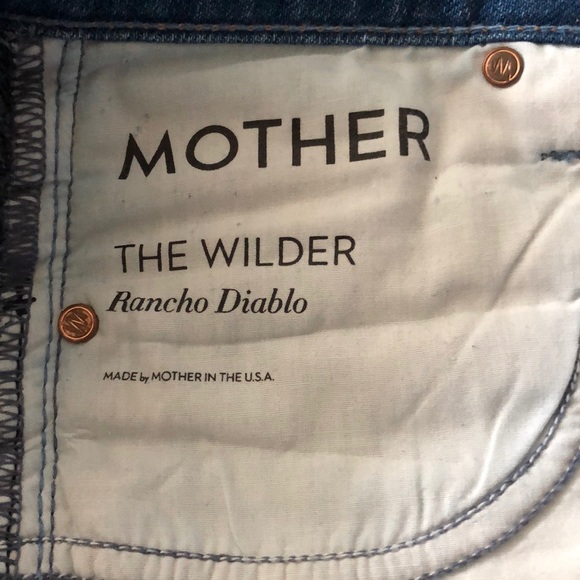 MOTHER
THE WILDER
Rancho Diablo
MADE by MOTHER IN THE U.S.A.